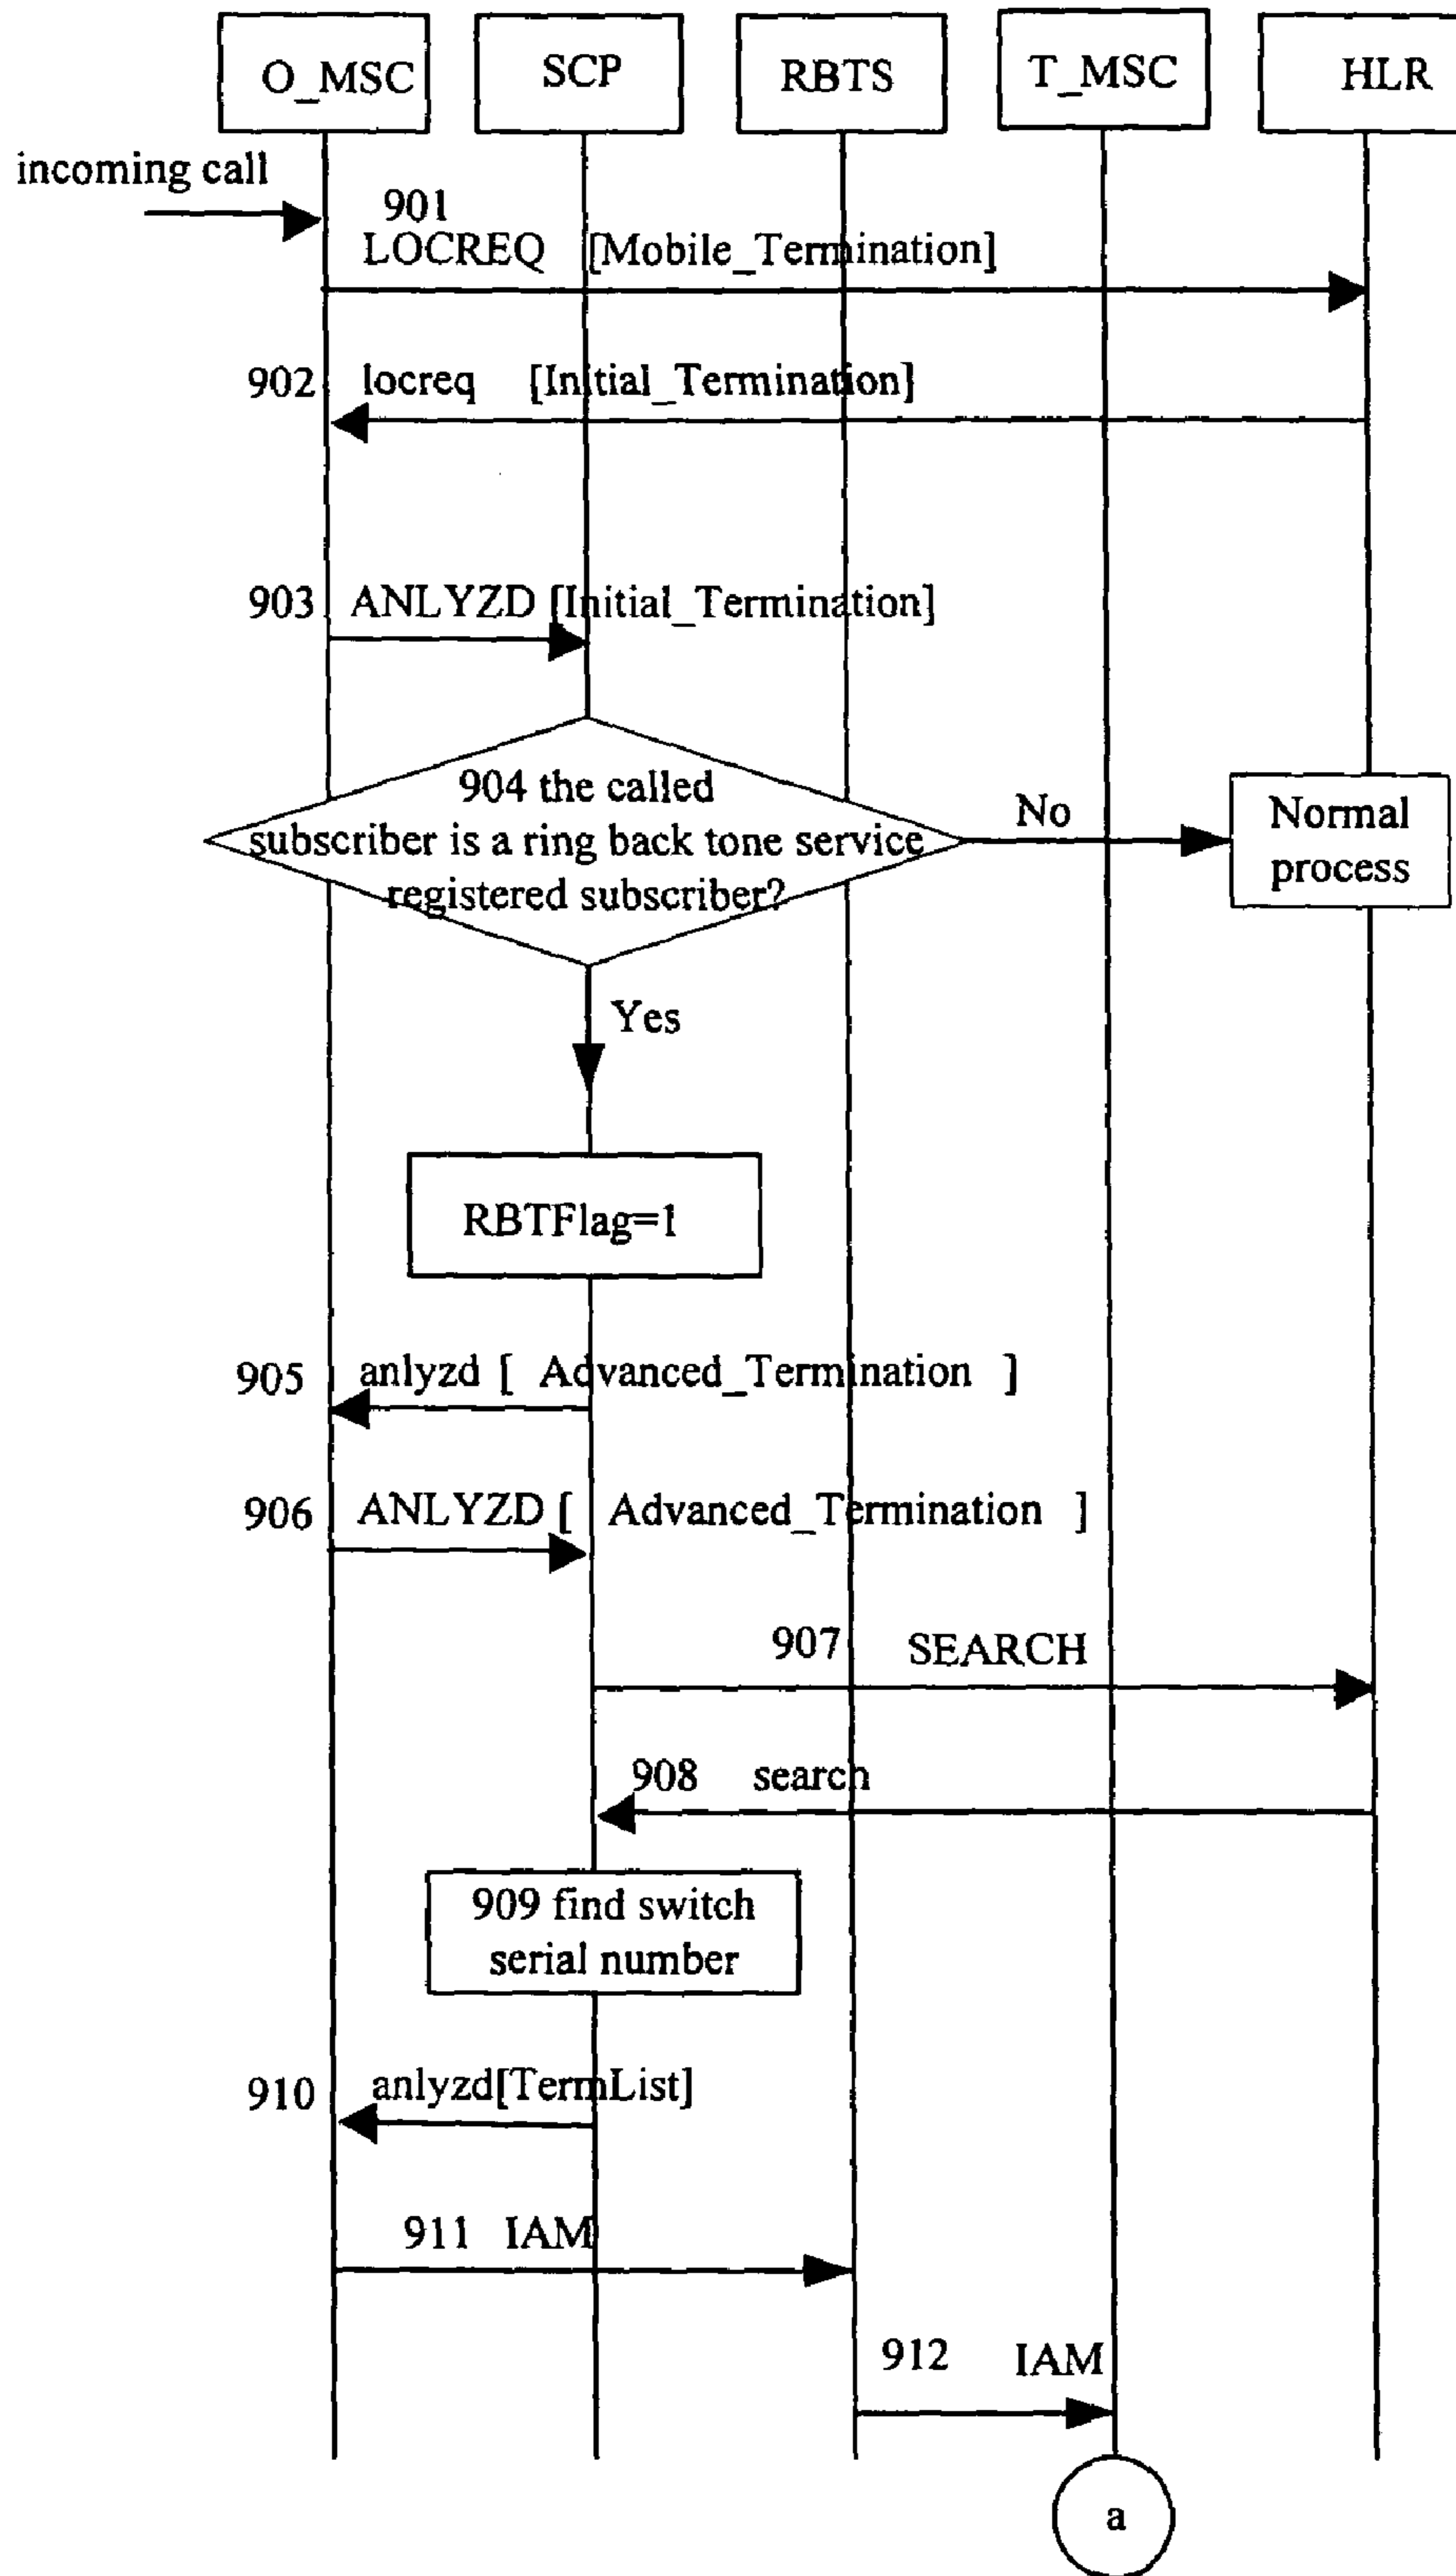 O_MSC SCP RBTS T_MSC HLR
incoming call
901
LOCREQ [Mobile_Termination]
902 locreq [Initial_Termination]
903 ANLYZD [Initial_Termination]
904 the called
subscriber is a ring back tone service
registered subscriber?
No
Normal
process
Yes
RBTFlag=1
905 anlyzd [ Advanced_Termination ]
906 ANLYZD [ Advanced_Termination ]
907 SEARCH
908 search
909 find switch
serial number
910 anlyzd[TermList]
911 IAM
912 IAM
a